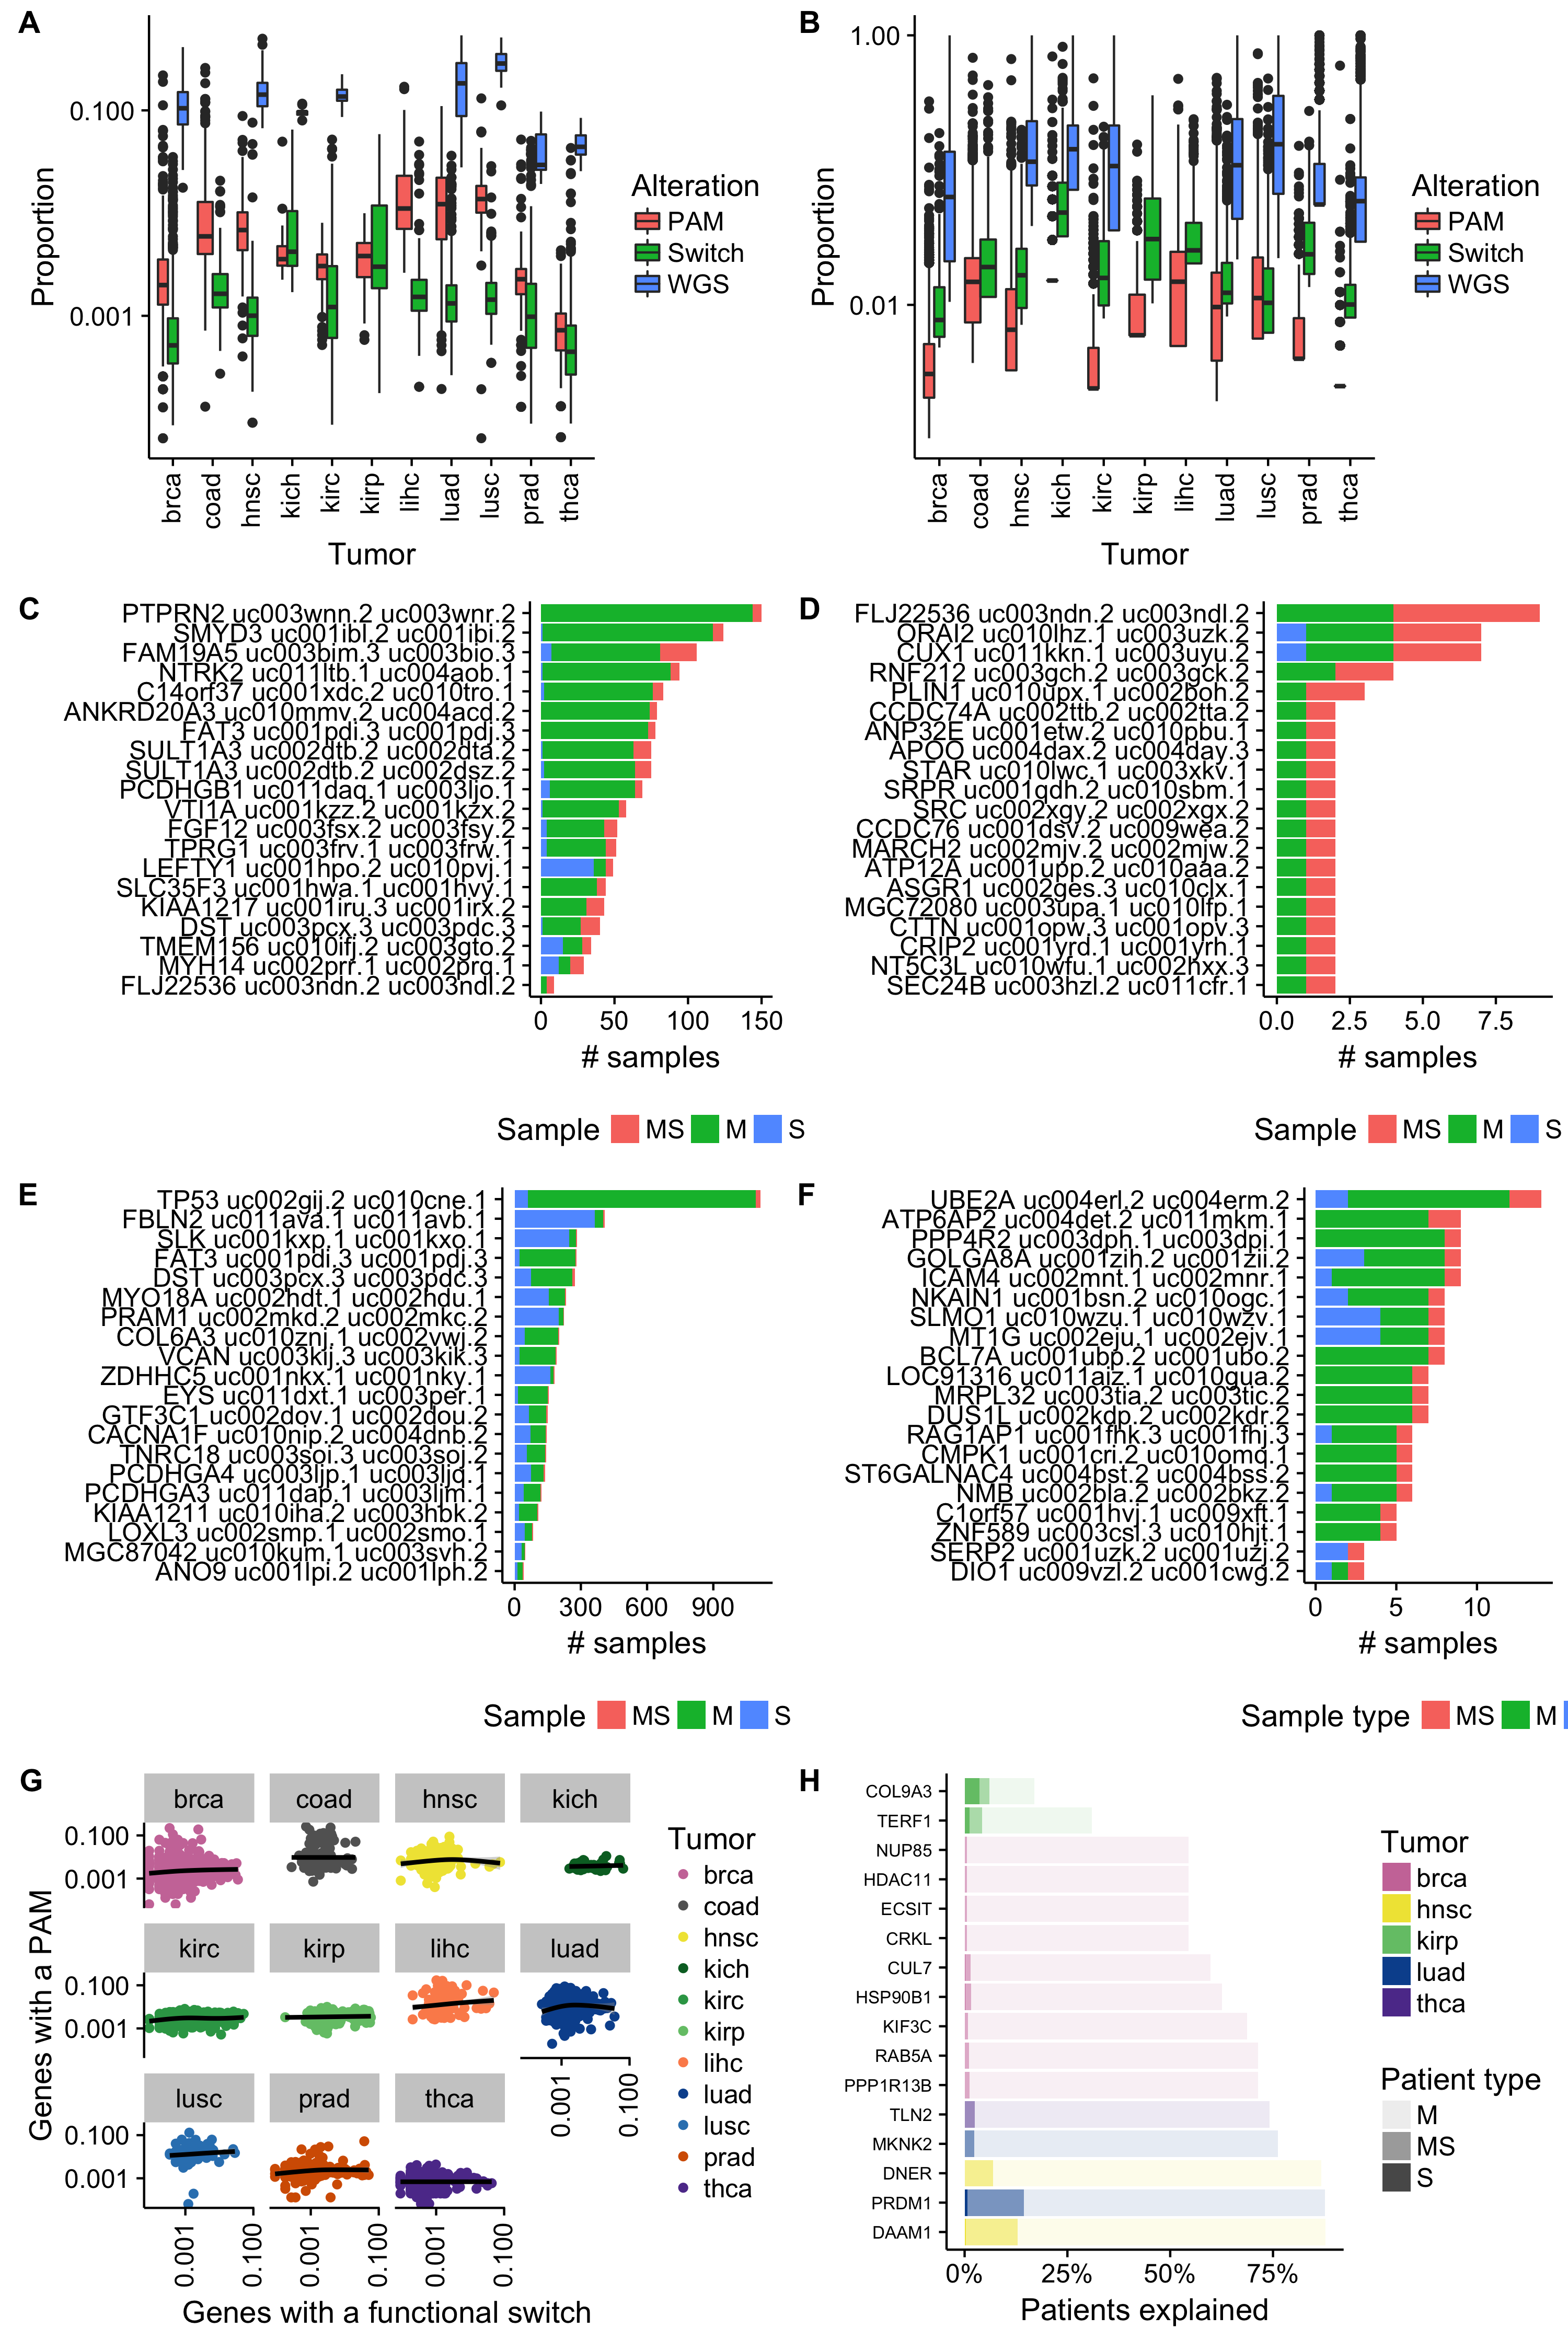 A
0.100
0.001
Proportion
brca
coad
hnsc
kich
kirc
kirp
lihc
luad
lusc
prad
thca
Tumor
Alteration
PAM
Switch
WGS
B
1.00
0.01
Proportion
brca
coad
hnsc
kich
kirc
kirp
lihc
luad
lusc
prad
thca
Tumor
Alteration
PAM
Switch
WGS
C
PTPRN2 uc003wnn.2 uc003wnr.2
SMYD3 uc001ibl.2 uc001ibi.2
FAM19A5 uc003bim.3 uc003bio.3
NTRK2 uc011ltb.1 uc004aob.1
C14orf37 uc001xdc.2 uc010tro.1
ANKRD20A3 uc010mmv.2 uc004acd.2
FAT3 uc001pdi.3 uc001pdj.3
SULT1A3 uc002dtb.2 uc002dta.2
SULT1A3 uc002dtb.2 uc002dsz.2
PCDHGB1 uc011daq.1 uc003ljo.1
VTI1A uc001kzz.2 uc001kzx.2
FGF12 uc003fsx.2 uc003fsy.2
TPRG1 uc003frv.1 uc003frw.1
LEFTY1 uc001hpo.2 uc010pvj.1
SLC35F3 uc001hwa.1 uc001hvy.1
KIAA1217 uc001iru.3 uc001irx.2
DST uc003pcx.3 uc003pdc.3
TMEM156 uc010ifj.2 uc003gto.2
MYH14 uc002prr.1 uc002prq.1
FLJ22536 uc003ndn.2 uc003ndl.2
0 50 100 150
# samples
Sample MS M S
D
FLJ22536 uc003ndn.2 uc003ndl.2
ORAI2 uc010lhz.1 uc003uzk.2
CUX1 uc011kkn.1 uc003uyu.2
RNF212 uc003gch.2 uc003gck.2
PLIN1 uc010upx.1 uc002boh.2
CCDC74A uc002ttb.2 uc002tta.2
ANP32E uc001etw.2 uc010pbu.1
APOO uc004dax.2 uc004dav.3
STAR uc010lwc.1 uc003xkv.1
SRPR uc001qdh.2 uc010sbm.1
SRC uc002xgy.2 uc002xgx.2
CCDC76 uc001dsv.2 uc009wea.2
MARCH2 uc002mjv.2 uc002mjw.2
ATP12A uc001upp.2 uc010aaa.2
ASGR1 uc002ges.3 uc010clx.1
MGC72080 uc003upa.1 uc010lfp.1
CTTN uc001opw.3 uc001opv.3
CRIP2 uc001yrd.1 uc001yrh.1
NT5C3L uc010wfu.1 uc002hxx.3
SEC24B uc003hzl.2 uc011cfr.1
0.0 2.5 5.0 7.5
# samples
Sample MS M S
E
TP53 uc002gij.2 uc010cne.1
FBLN2 uc011ava.1 uc011avb.1
SLK uc001kxp.1 uc001kxo.1
FAT3 uc001pdi.3 uc001pdj.3
DST uc003pcx.3 uc003pdc.3
MYO18A uc002hdt.1 uc002hdu.1
PRAM1 uc002mkd.2 uc002mkc.2
COL6A3 uc010znj.1 uc002vwj.2
VCAN uc003kij.3 uc003kik.3
ZDHHC5 uc001nkx.1 uc001nky.1
EYS uc011dxt.1 uc003per.1
GTF3C1 uc002dov.1 uc002dou.2
CACNA1F uc010nip.2 uc004dnb.2
TNRC18 uc003soi.3 uc003soj.2
PCDHGA4 uc003ljp.1 uc003ljq.1
PCDHGA3 uc011dap.1 uc003ljm.1
KIAA1211 uc010iha.2 uc003hbk.2
LOXL3 uc002smp.1 uc002smo.1
MGC87042 uc010kum.1 uc003svh.2
ANO9 uc001lpi.2 uc001lph.2
0 300 600 900
# samples
Sample MS M S
F
UBE2A uc004erl.2 uc004erm.2
ATP6AP2 uc004det.2 uc011mkm.1
PPP4R2 uc003dph.1 uc003dpi.1
GOLGA8A uc001zih.2 uc001zii.2
ICAM4 uc002mnt.1 uc002mnr.1
NKAIN1 uc001bsn.2 uc010ogc.1
SLMO1 uc010wzu.1 uc010wzv.1
MT1G uc002eju.1 uc002ejv.1
BCL7A uc001ubp.2 uc001ubo.2
LOC91316 uc011aiz.1 uc010gua.2
MRPL32 uc003tia.2 uc003tic.2
DUS1L uc002kdp.2 uc002kdr.2
RAG1AP1 uc001fhk.3 uc001fhj.3
CMPK1 uc001cri.2 uc010omq.1
ST6GALNAC4 uc004bst.2 uc004bss.2
NMB uc002bla.2 uc002bkz.2
C1orf57 uc001hvj.1 uc009xft.1
ZNF589 uc003csl.3 uc010hjt.1
SERP2 uc001uzk.2 uc001uzj.2
DIO1 uc009vzl.2 uc001cwg.2
0 5 10
# samples
Sample type MS M
G
brca coad hnsc kich
0.100
0.001
kirc kirp lihc luad
0.100
0.001
0.001 0.100
lusc prad thca
0.100
0.001
0.001 0.100 0.001 0.100 0.001 0.100
Genes with a PAM
Genes with a functional switch
Tumor
brca
coad
hnsc
kich
kirc
kirp
lihc
luad
lusc
prad
thca
H
COL9A3
TERF1
NUP85
HDAC11
ECSIT
CRKL
CUL7
HSP90B1
KIF3C
RAB5A
PPP1R13B
TLN2
MKNK2
DNER
PRDM1
DAAM1
0% 25% 50% 75%
Patients explained
Tumor
brca
hnsc
kirp
luad
thca
Patient type
M
MS
S